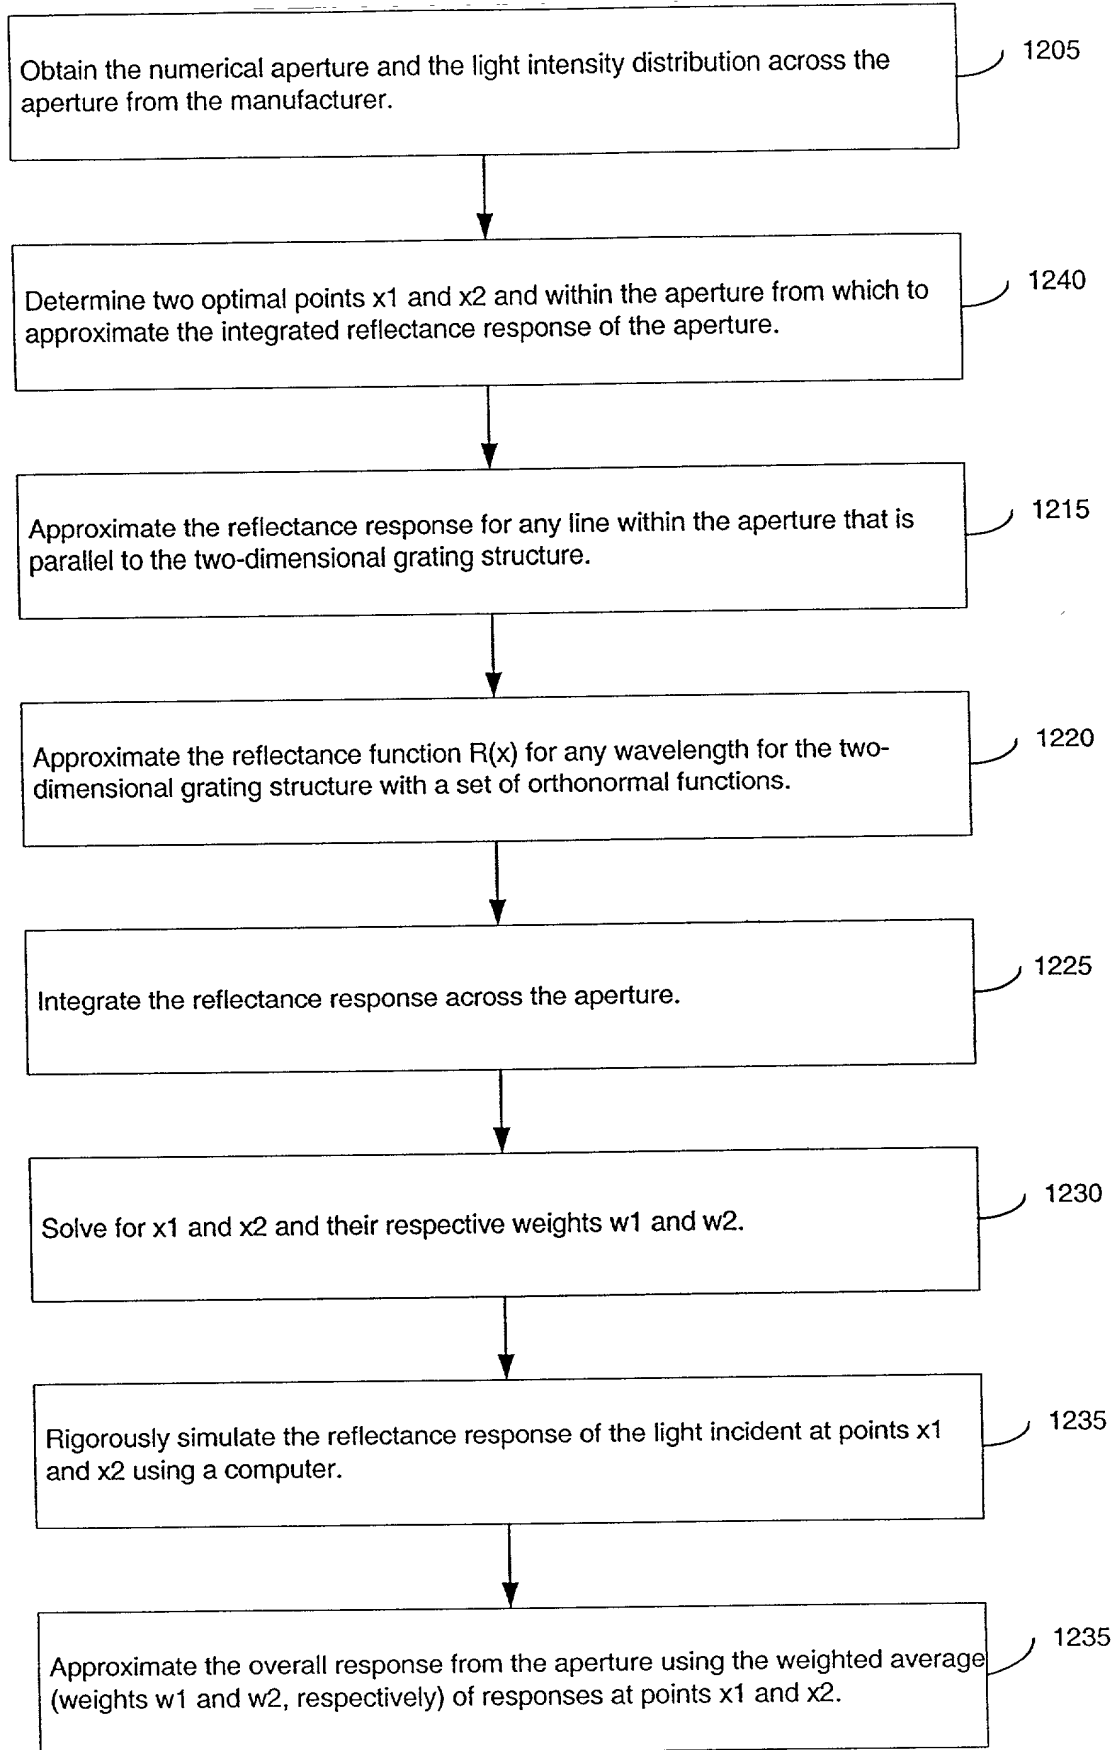 Obtain the numerical aperture and the light intensity distribution across the
aperture from the manufacturer.
1205
Determine two optimal points x1 and x2 and within the aperture from which to
approximate the integrated reflectance response of the aperture.
1240
Approximate the reflectance response for any line within the aperture that is
parallel to the two-dimensional grating structure.
1215
Approximate the reflectance function R(x) for any wavelength for the two-
dimensional grating structure with a set of orthonormal functions.
1220
Integrate the reflectance response across the aperture.
1225
Solve for x1 and x2 and their respective weights w1 and w2.
1230
Rigorously simulate the reflectance response of the light incident at points x1
and x2 using a computer.
1235
Approximate the overall response from the aperture using the weighted average
(weights w1 and w2, respectively) of responses at points x1 and x2.
1235